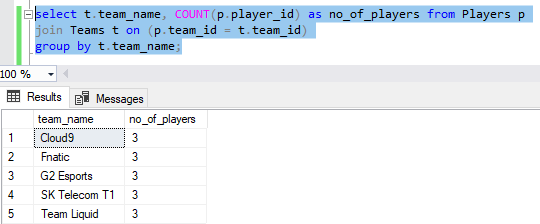 select t.team_name, COUNT(p.player_id) as no_of_players from Players p
join Teams t on (p.team_id = t.team_id)
group by t.team_name;
100 %
Results Messages
team_name no_of_players
1 Cloud9 3
2 Fnatic 3
3 G2 Esports 3
4 SK Telecom T1 3
5 Team Liquid 3